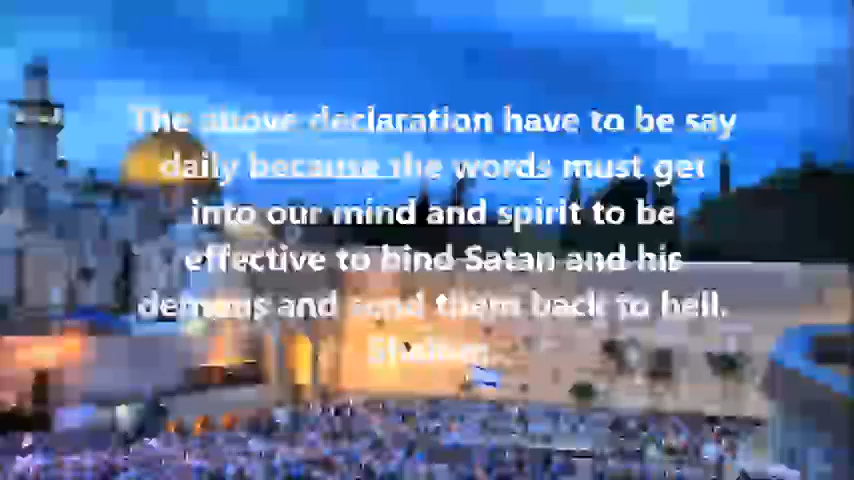 The above declaration have to be say
daily because the words must get
into our mind and spirit to be
effective to bind Satan and his
demons and send them back to hell.